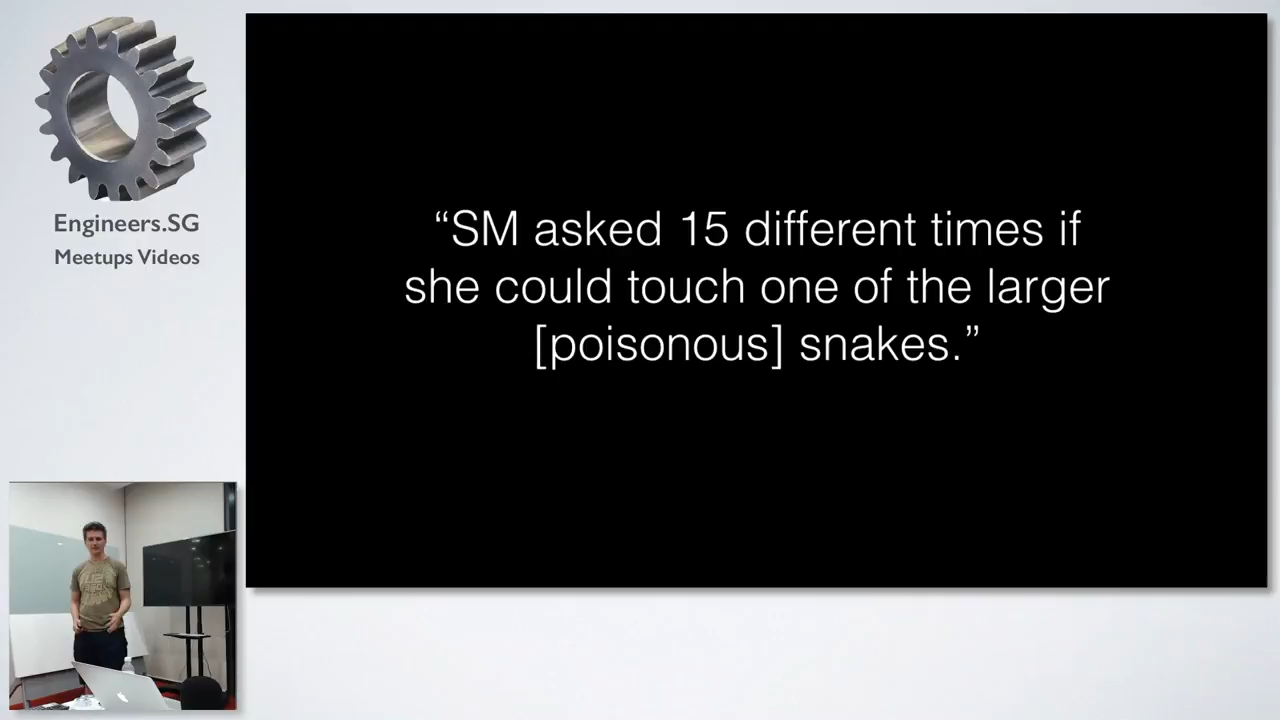 Engineers.SG
Meetups Videos
“SM asked 15 different times if
she could touch one of the larger
[poisonous] snakes.”